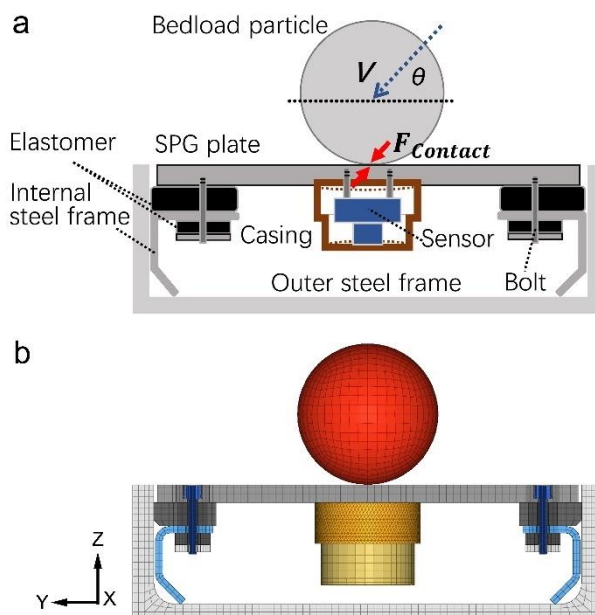 a
Bedload particle
V
θ
SPG plate
F_Contact
Elastomer
Internal
steel frame
Casing
Sensor
Outer steel frame
Bolt
b
Z
Y
X